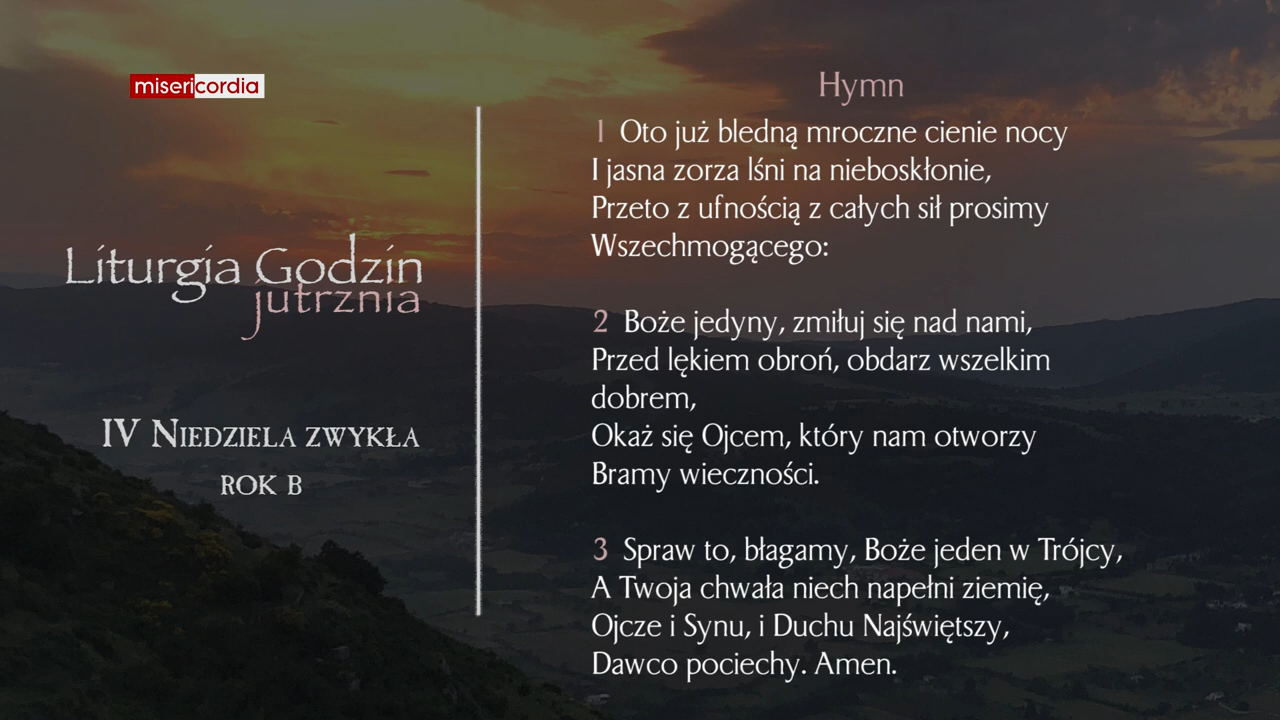 misericordia
Liturgia Godzin
jutrznia
IV Niedziela zwykła
rok B
Hymn
1 Oto już bledną mroczne cienie nocy
I jasna zorza lśni na nieboskłonie,
Przeto z ufnością z całych sił prosimy
Wszechmogącego:
2 Boże jedyny, zmiłuj się nad nami,
Przed lękiem obroń, obdarz wszelkim
dobrem,
Okaż się Ojcem, który nam otworzy
Bramy wieczności.
3 Spraw to, błagamy, Boże jeden w Trójcy,
A Twoja chwała niech napełni ziemię,
Ojcze i Synu, i Duchu Najświętszy,
Dawco pociechy. Amen.